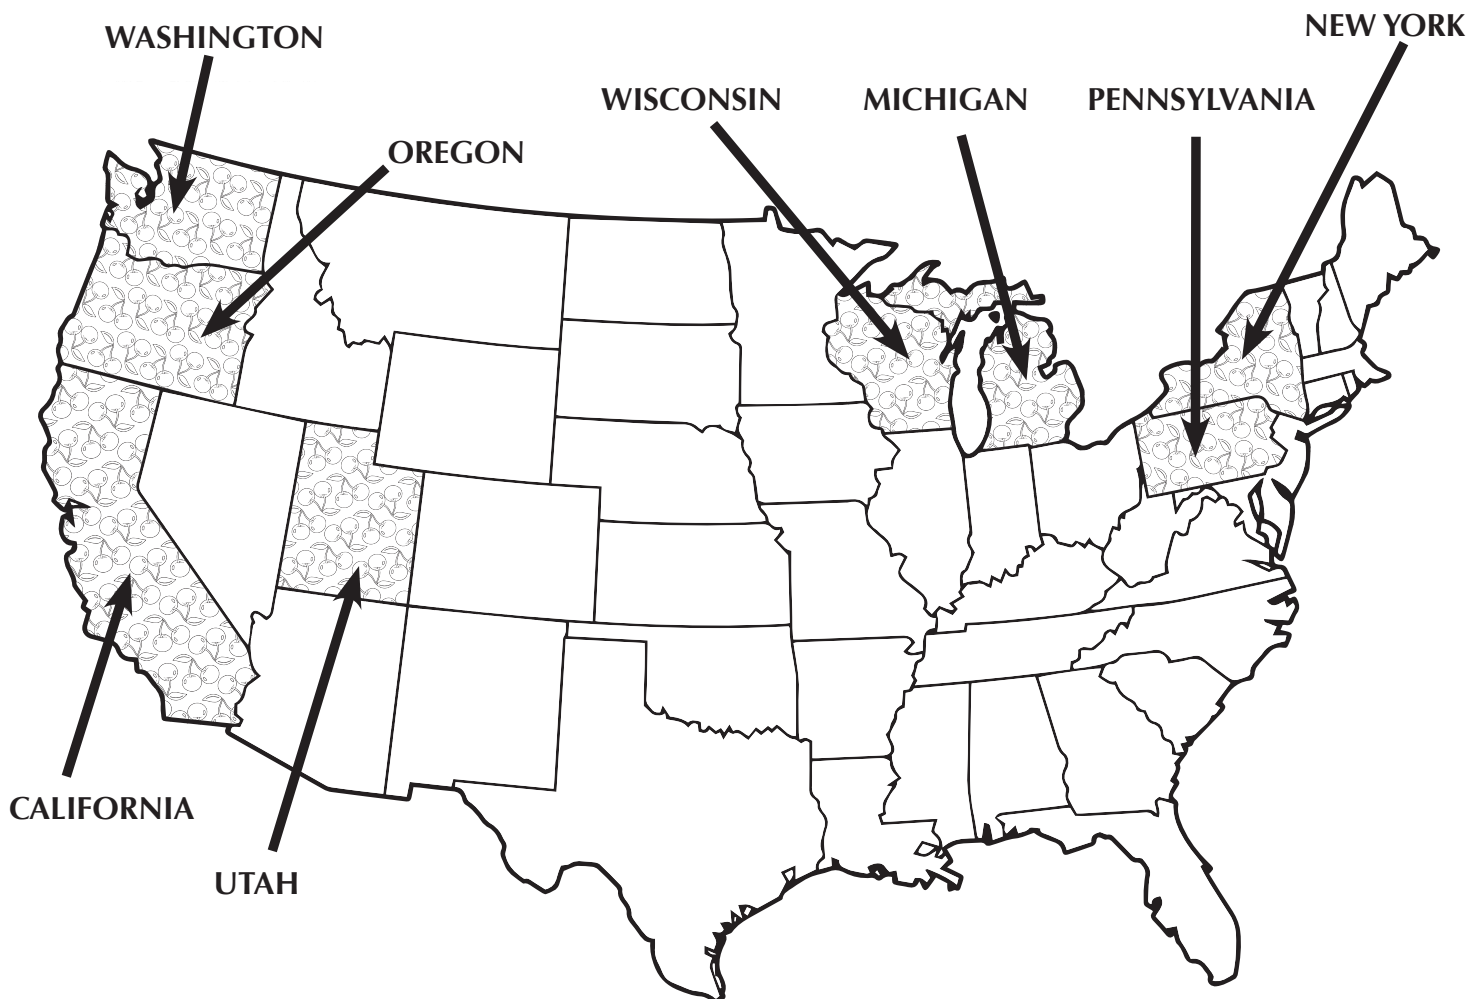 NEW YORK
WASHINGTON
WISCONSIN
MICHIGAN
PENNSYLVANIA
OREGON
CALIFORNIA
UTAH